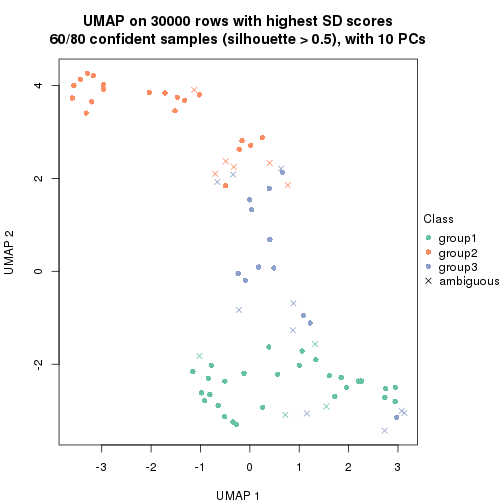 UMAP on 30000 rows with highest SD scores
60/80 confident samples (silhouette > 0.5), with 10 PCs
4
2
0
-2
UMAP 2
-3
-2
-1
0
1
2
3
UMAP 1
Class
group1
group2
group3
ambiguous